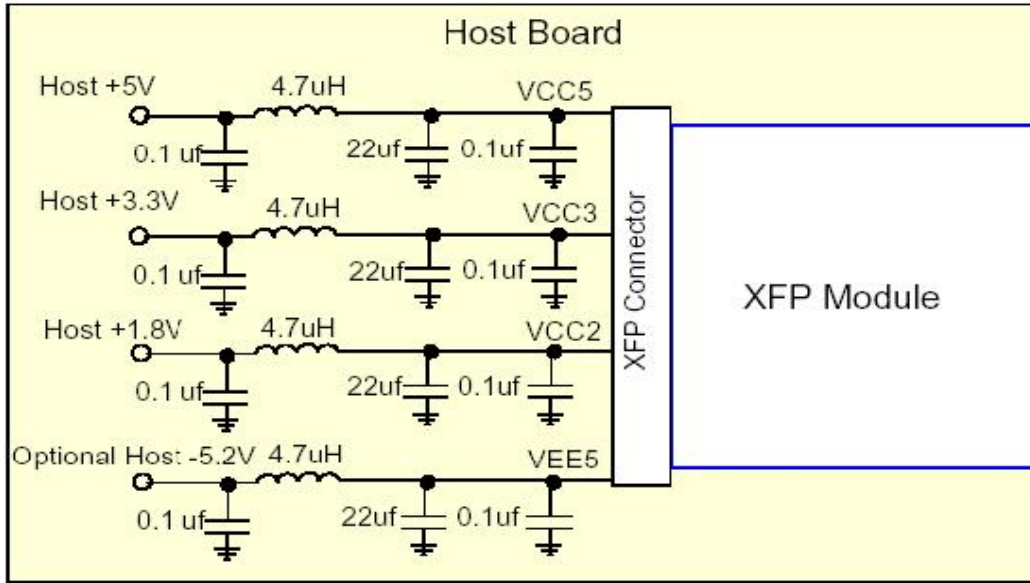 Host Board
Host +5V
4.7uH
VCC5
0.1 uf
22uf
0.1uf
Host +3.3V
4.7uH
VCC3
0.1 uf
22uf
0.1uf
Host +1.8V
4.7uH
VCC2
0.1 uf
22uf
0.1uf
Optional Host -5.2V
4.7uH
VEE5
0.1 uf
22uf
0.1uf
XFP Connector
XFP Module